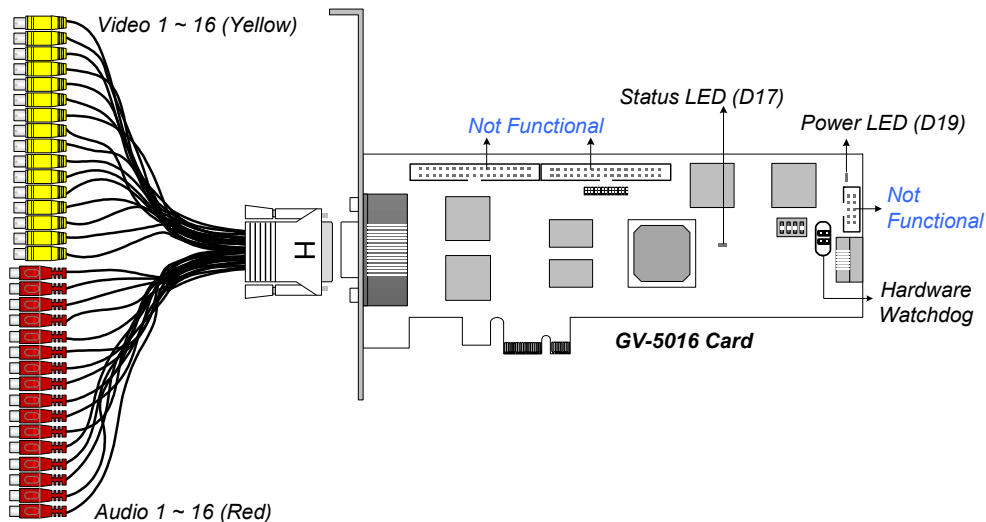 Video 1 ~ 16 (Yellow)
Status LED (D17)
Not Functional
Power LED (D19)
Not
Functional
H
Hardware
Watchdog
GV-5016 Card
Audio 1 ~ 16 (Red)